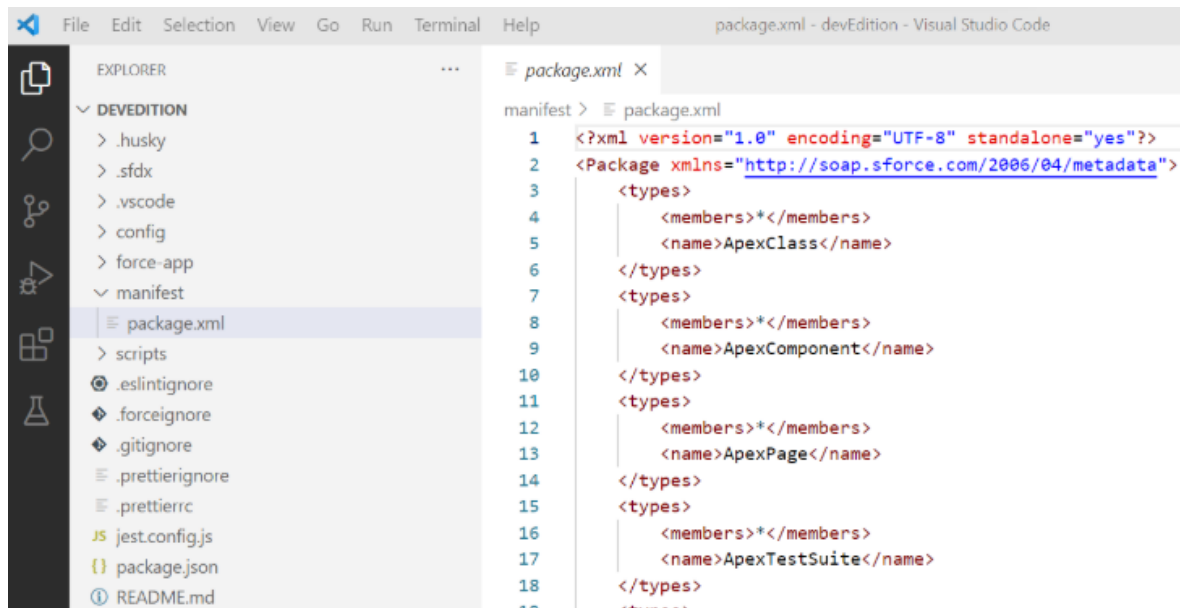 File Edit Selection View Go Run Terminal Help package.xml - devEdition - Visual Studio Code
EXPLORER ...
DEVEDITION
.husky
.sfdx
.vscode
config
force-app
manifest
package.xml
scripts
.eslintignore
.forceignore
.gitignore
.prettierignore
.prettierrc
JS jest.config.js
{} package.json
README.md
package.xml ×
manifest > package.xml
1 <?xml version="1.0" encoding="UTF-8" standalone="yes"?>
2 <Package xmlns="http://soap.sforce.com/2006/04/metadata">
3 <types>
4 <members>*</members>
5 <name>ApexClass</name>
6 </types>
7 <types>
8 <members>*</members>
9 <name>ApexComponent</name>
10 </types>
11 <types>
12 <members>*</members>
13 <name>ApexPage</name>
14 </types>
15 <types>
16 <members>*</members>
17 <name>ApexTestSuite</name>
18 </types>